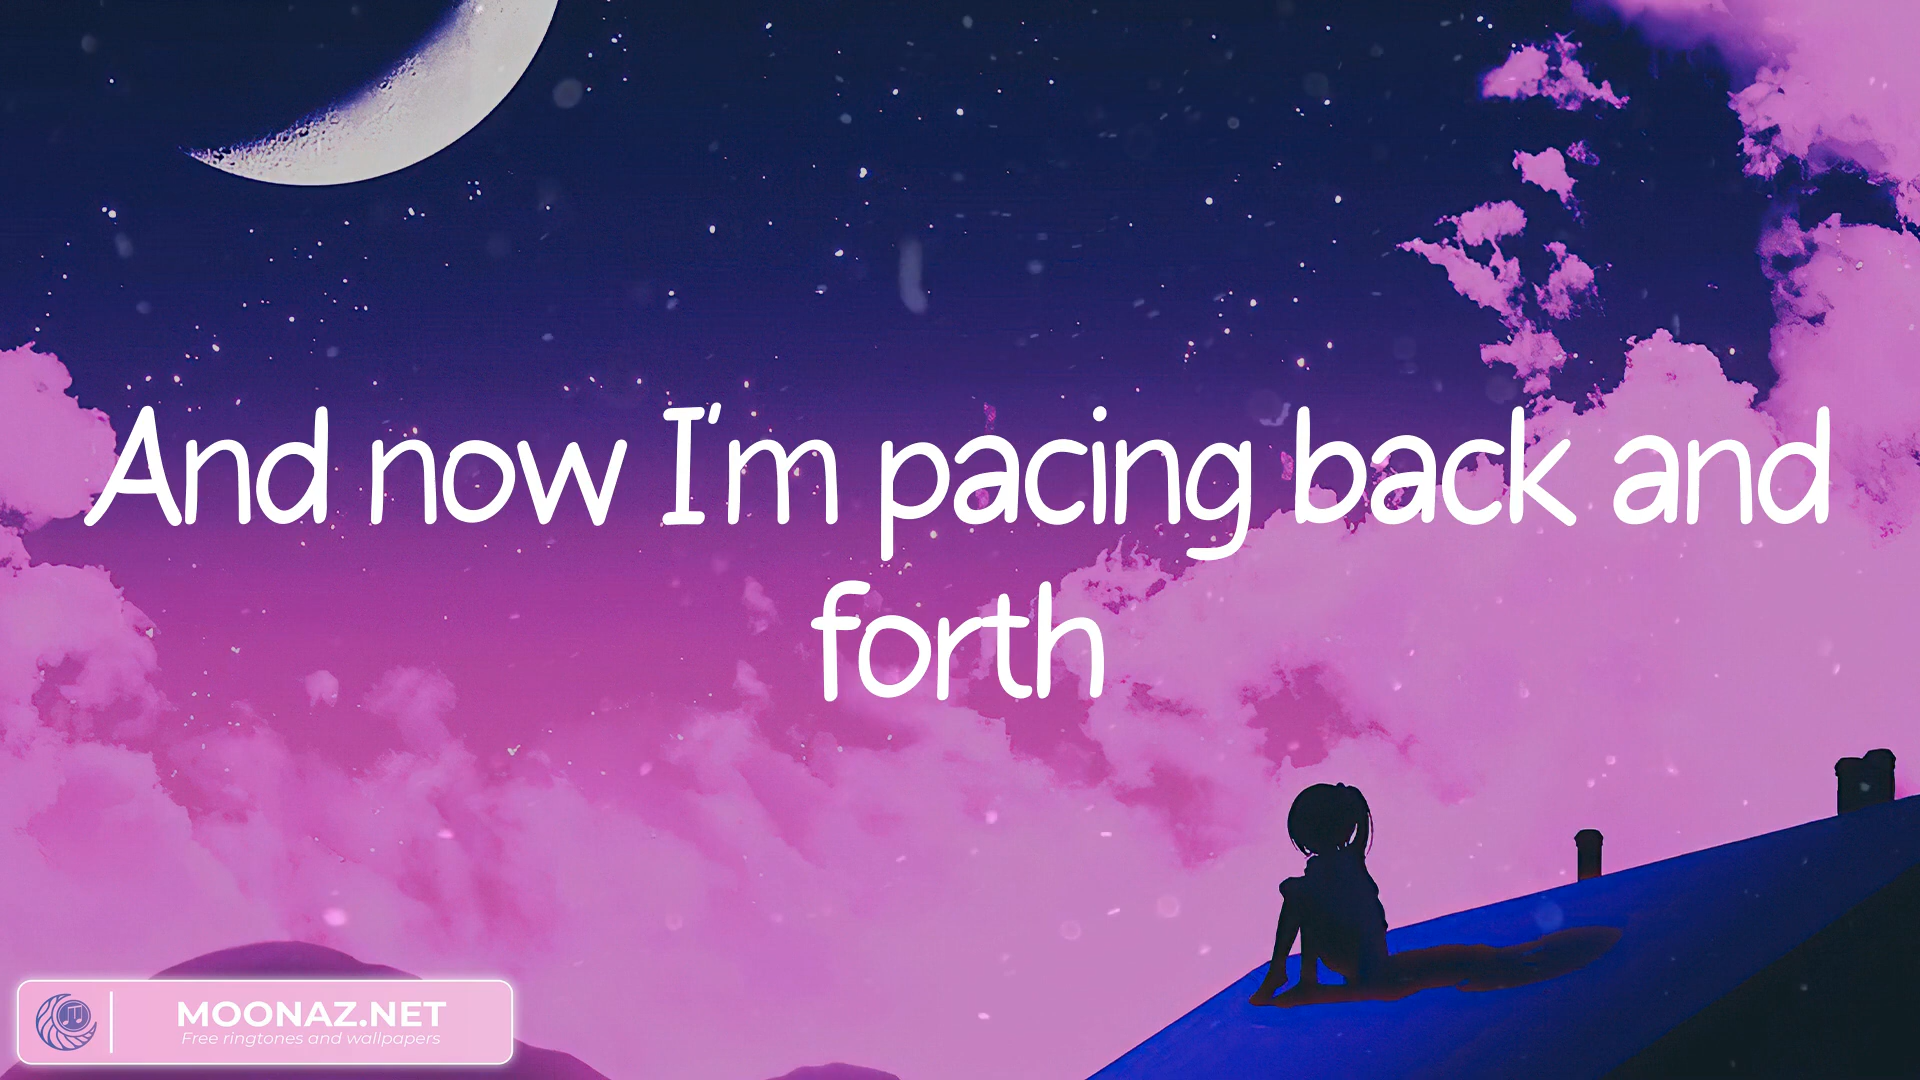 And now I'm pacing back and
forth
MOONAZ.NET
Free ringtones and wallpapers